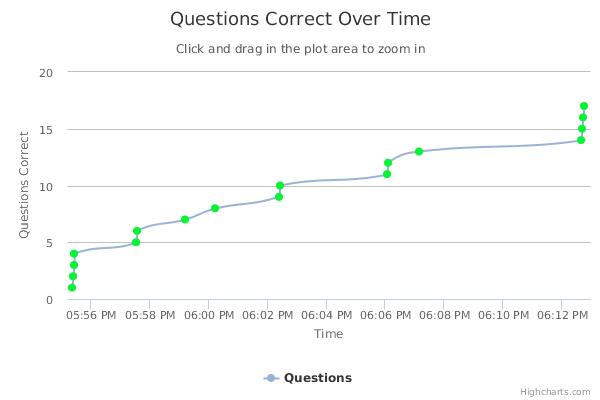 Questions Correct Over Time
Click and drag in the plot area to zoom in
Questions Correct
20
15
10
5
0
05:56 PM 05:58 PM 06:00 PM 06:02 PM 06:04 PM 06:06 PM 06:08 PM 06:10 PM 06:12 PM
Time
Questions
Highcharts.com